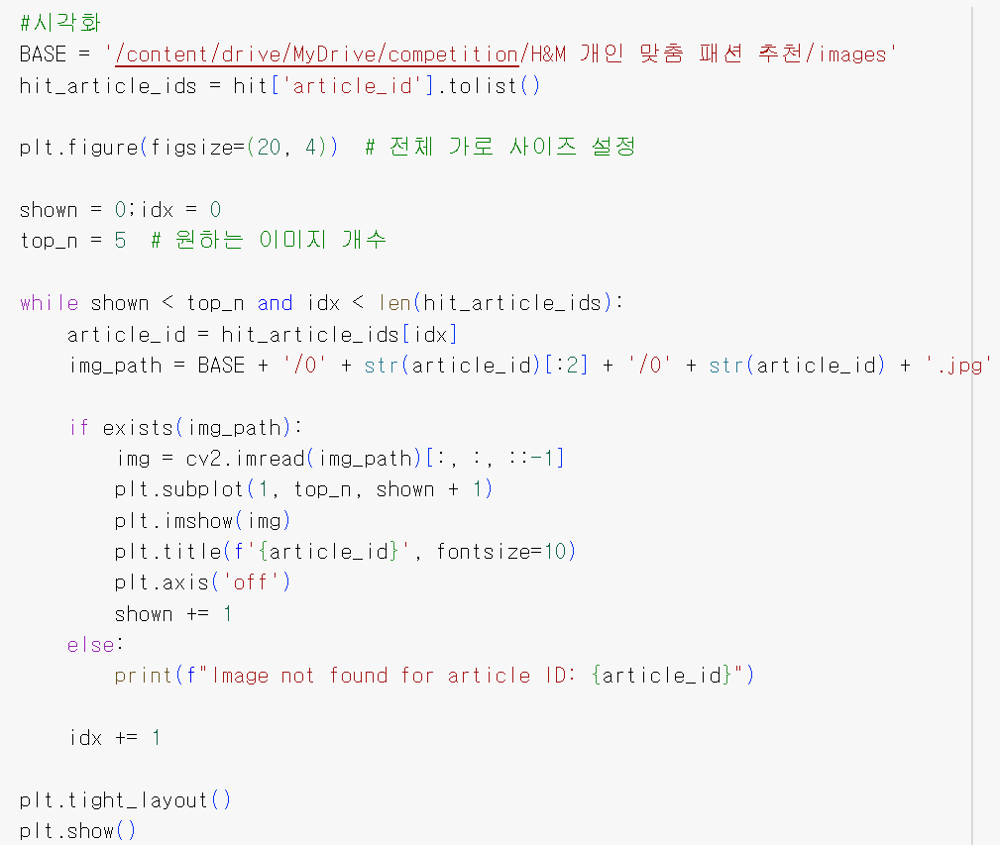 #시각화
BASE = '/content/drive/MyDrive/competition/H&M 개인 맞춤 패션 추천/images'
hit_article_ids = hit['article_id'].tolist()
plt.figure(figsize=(20, 4))  # 전체 가로 사이즈 설정
shown = 0;idx = 0
top_n = 5  # 원하는 이미지 개수
while shown < top_n and idx < len(hit_article_ids):
    article_id = hit_article_ids[idx]
    img_path = BASE + '/0' + str(article_id)[:2] + '/0' + str(article_id) + '.jpg'
    if exists(img_path):
        img = cv2.imread(img_path)[:, :, ::-1]
        plt.subplot(1, top_n, shown + 1)
        plt.imshow(img)
        plt.title(f'{article_id}', fontsize=10)
        plt.axis('off')
        shown += 1
    else:
        print(f"Image not found for article ID: {article_id}")
    idx += 1
plt.tight_layout()
plt.show()